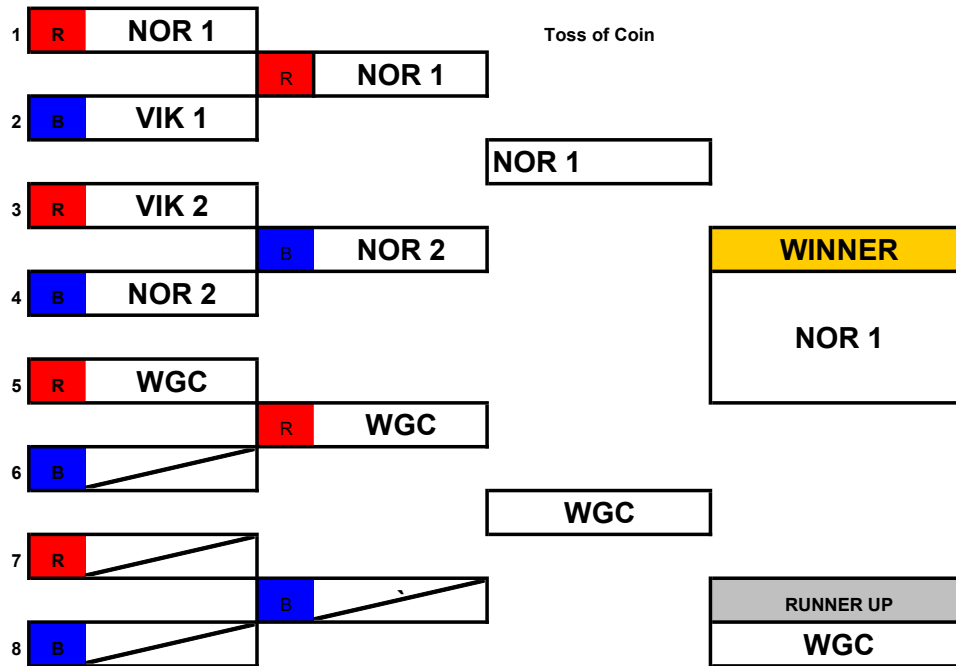 1 R NOR 1 Toss of Coin
R NOR 1
2 B VIK 1
NOR 1
3 R VIK 2
B NOR 2 WINNER
4 B NOR 2
NOR 1
5 R WGC
R WGC
6 B
WGC
7 R
B ` RUNNER UP
8 B WGC